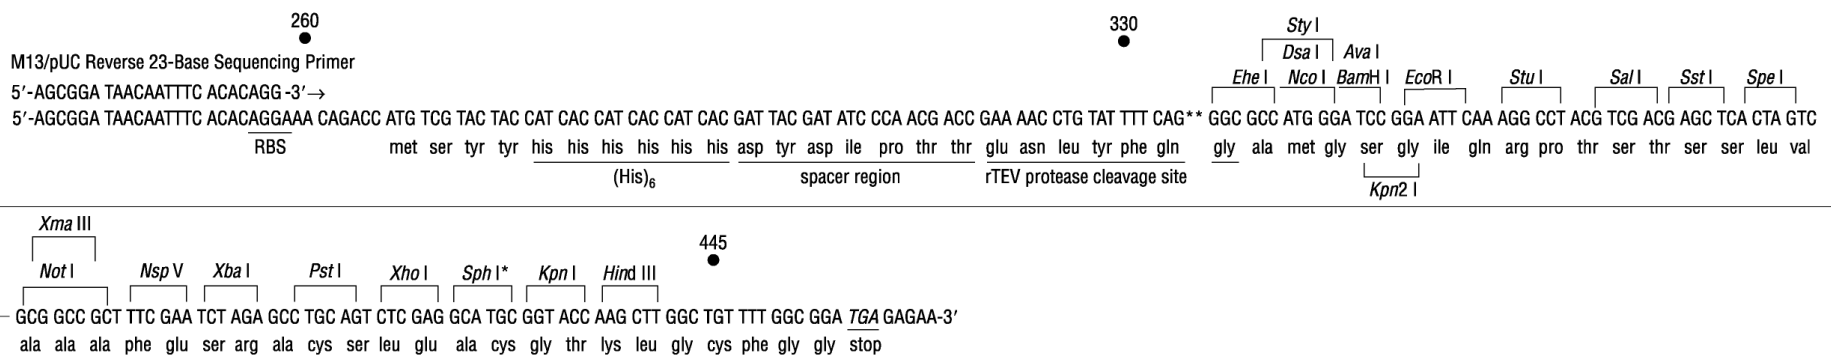 260 330
Sty I
M13/pUC Reverse 23-Base Sequencing Primer Dsa I Ava I
Ehe I Nco I BamH I EcoR I Stu I Sal I Sst I Spe I
5′-AGCGGA TAACAATTTC ACACAGG -3′→
5′-AGCGGA TAACAATTTC ACACAGGAAA CAGACC ATG TCG TAC TAC CAT CAC CAT CAC CAT CAC GAT TAC GAT ATC CCA ACG ACC GAA AAC CTG TAT TTT CAG** GGC GCC ATG GGA TCC GGA ATT CAA AGG CCT ACG TCG ACG AGC TCA CTA GTC
RBS met ser tyr tyr his his his his his his asp tyr asp ile pro thr thr glu asn leu tyr phe gln gly ala met gly ser gly ile gln arg pro thr ser thr ser ser leu val
(His)6 spacer region rTEV protease cleavage site
Kpn2 I
Xma III
445
Not I Nsp V Xba I Pst I Xho I Sph I* Kpn I Hind III
– GCG GCC GCT TTC GAA TCT AGA GCC TGC AGT CTC GAG GCA TGC GGT ACC AAG CTT GGC TGT TTT GGC GGA TGA GAGAA-3′
ala ala ala phe glu ser arg ala cys ser leu glu ala cys gly thr lys leu gly cys phe gly gly stop